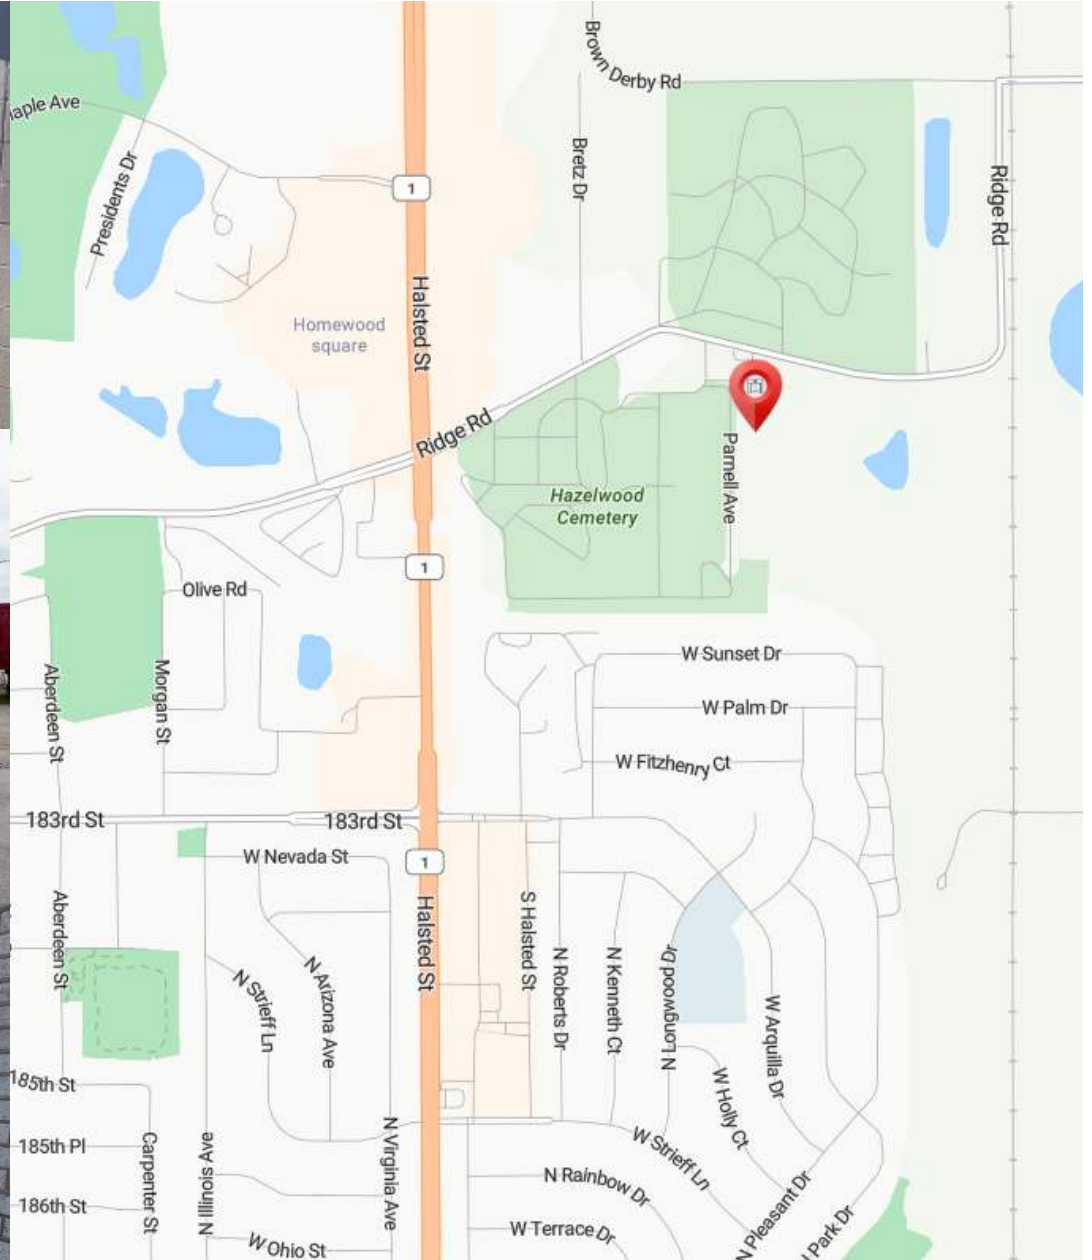 Brown Derby Rd
aple Ave
Presidents Dr
Bretz Dr
Ridge Rd
1
Halsted St
Homewood
square
Ridge Rd
Parnell Ave
Hazelwood
Cemetery
1
Olive Rd
Aberdeen St
Morgan St
W Sunset Dr
W Palm Dr
W Fitzhenry Ct
183rd St
183rd St
W Nevada St
1
Aberdeen St
Halsted St
S Halsted St
N Roberts Dr
N Kenneth Ct
N Longwood Dr
W Arquilla Dr
N Strieff Ln
N Arizona Ave
185th St
W Holly Ct
185th Pl
Carpenter St
N Illinois Ave
N Virginia Ave
W Strieff Ln
N Rainbow Dr
N Pleasant Dr
186th St
W Terrace Dr
l Park Dr
W Ohio St